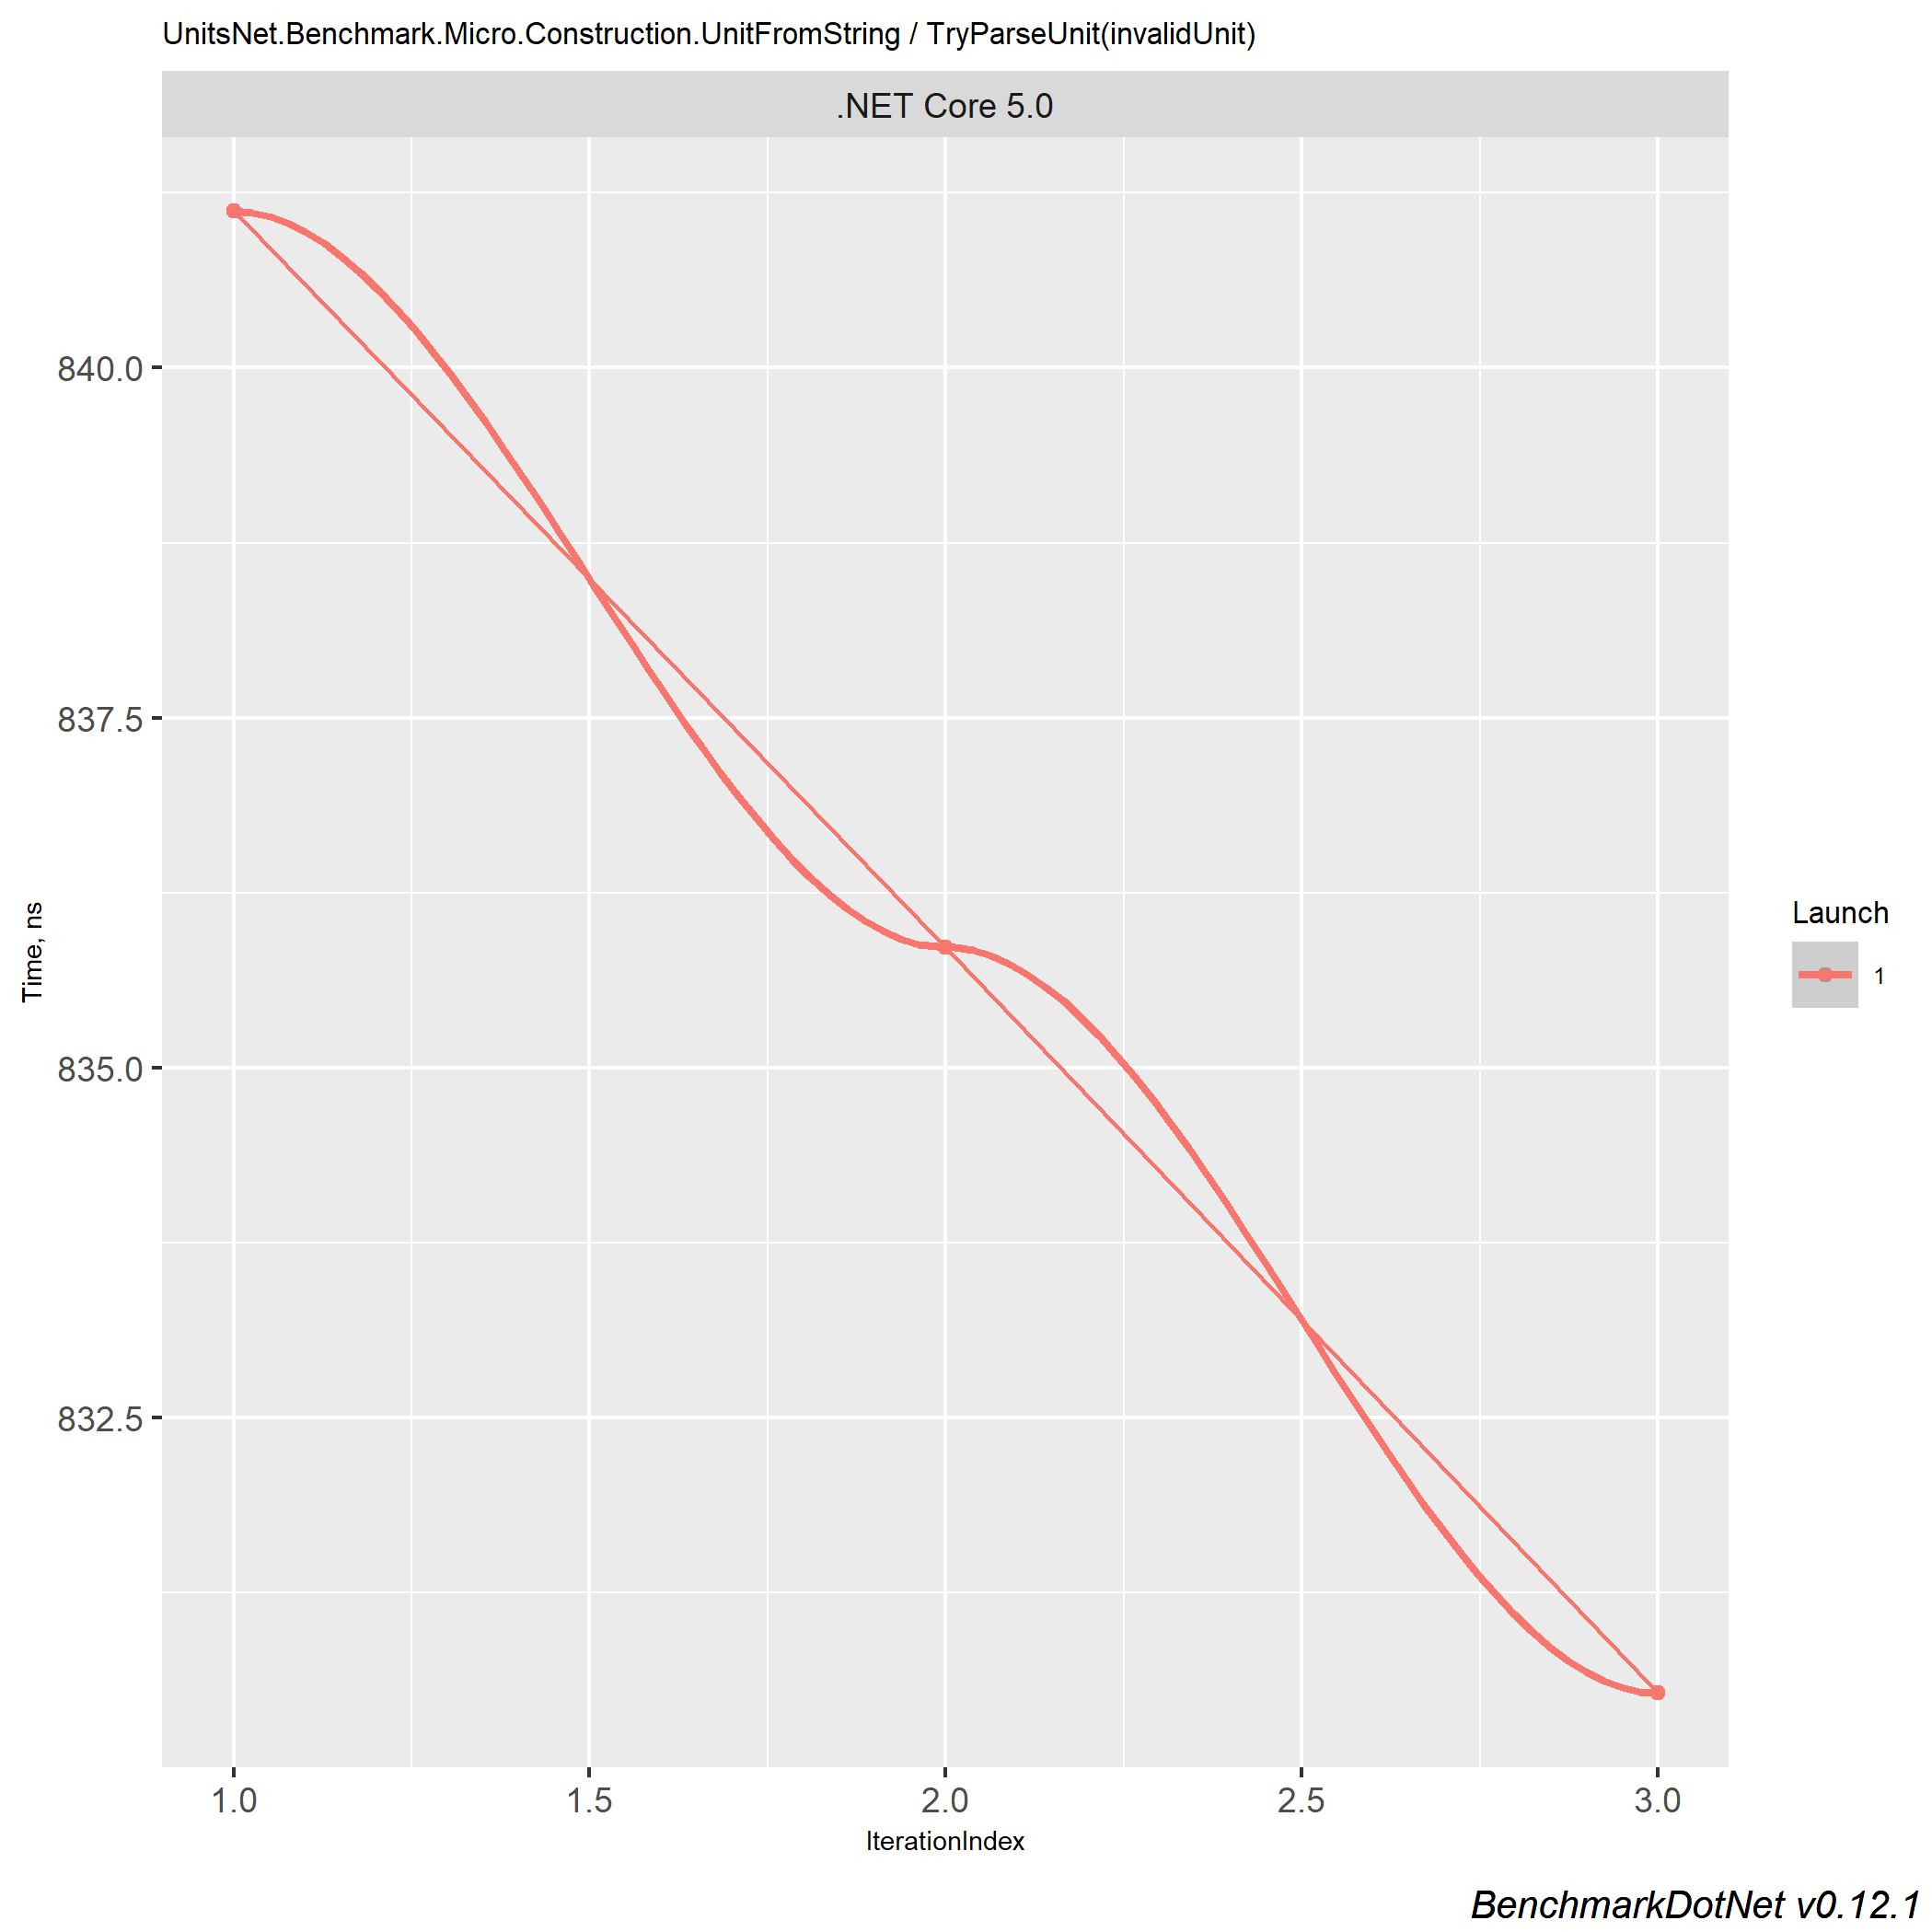 UnitsNet.Benchmark.Micro.Construction.UnitFromString / TryParseUnit(invalidUnit)
.NET Core 5.0
840.0
837.5
835.0
832.5
Time, ns
1.0 1.5 2.0 2.5 3.0
IterationIndex
Launch
1
BenchmarkDotNet v0.12.1